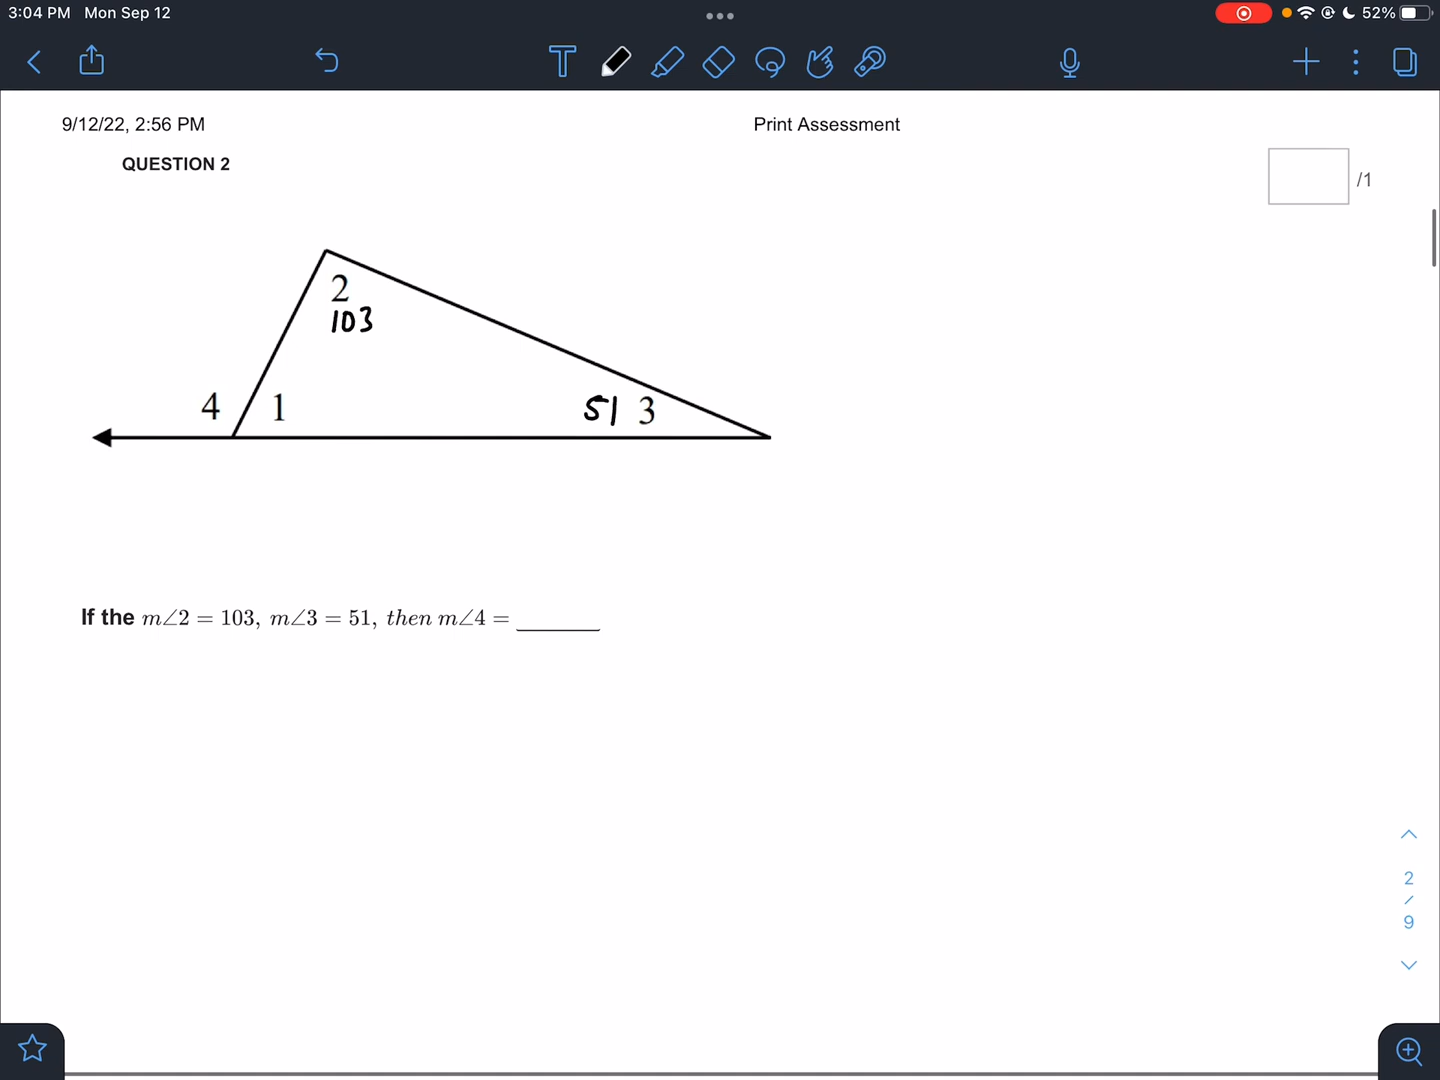 3:04 PM Mon Sep 12
52%
9/12/22, 2:56 PM
Print Assessment
QUESTION 2
/1
2
103
4
1
51 3
If the m∠2 = 103, m∠3 = 51, then m∠4 = ______
2
/
9